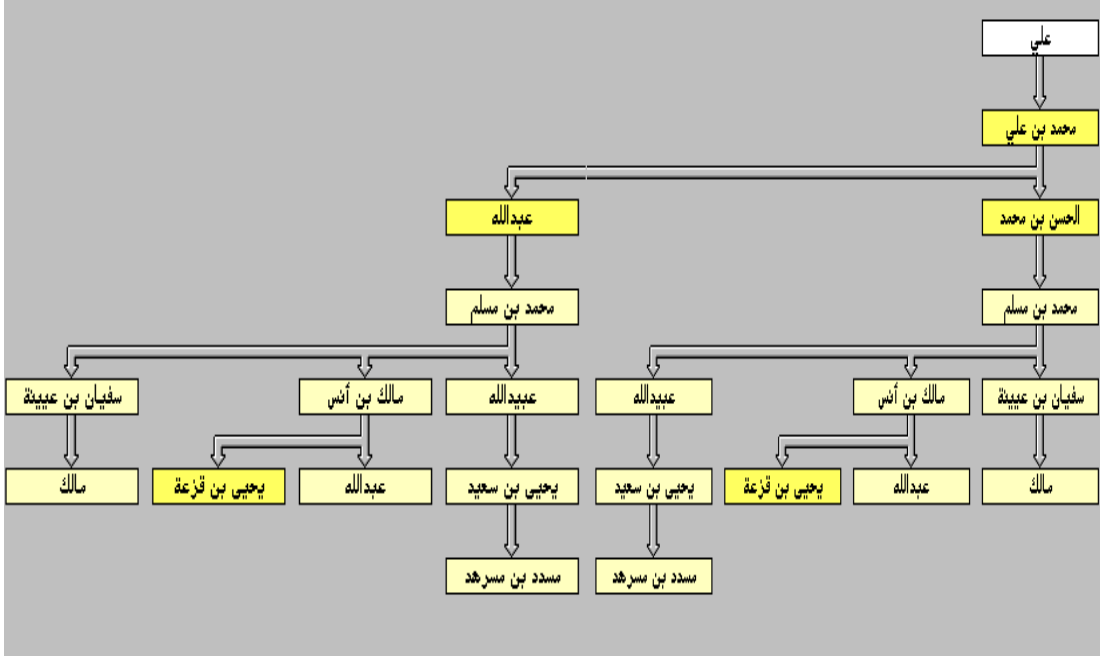 علي
محمد بن علي
الحسن بن محمد
عبدالله
محمد بن مسلم
محمد بن مسلم
سفيان بن عيينة
مالك بن أنس
عبيدالله
عبيدالله
مالك بن أنس
سفيان بن عيينة
مالك
عبدالله
يحيى بن قزعة
يحيى بن سعيد
يحيى بن سعيد
عبدالله
يحيى بن قزعة
مالك
مسدد بن مسرهد
مسدد بن مسرهد